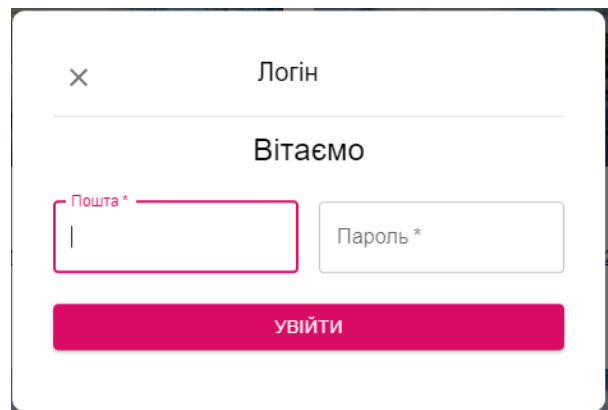 Логін
Вітаємо
Пошта *
Пароль *
УВІЙТИ